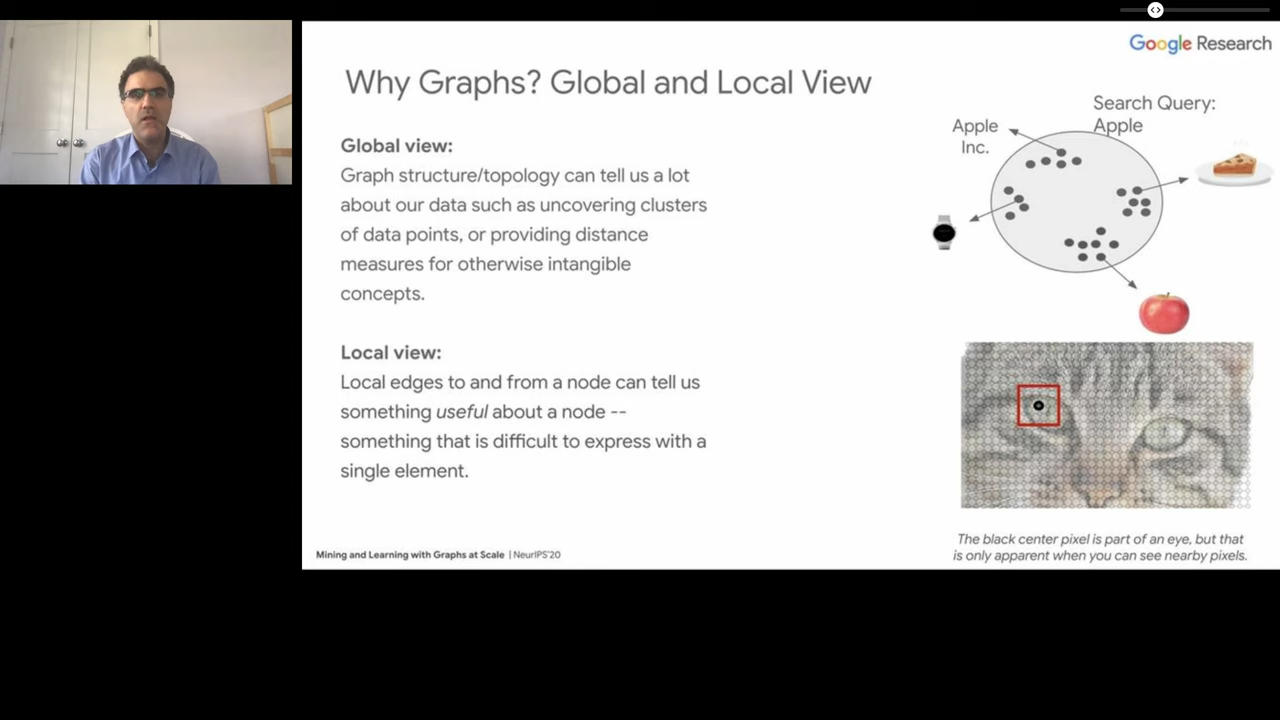 Google Research
Why Graphs? Global and Local View
Global view:
Graph structure/topology can tell us a lot
about our data such as uncovering clusters
of data points, or providing distance
measures for otherwise intangible
concepts.
Local view:
Local edges to and from a node can tell us
something useful about a node --
something that is difficult to express with a
single element.
Search Query:
Apple
Apple
Inc.
The black center pixel is part of an eye, but that
is only apparent when you can see nearby pixels.
Mining and Learning with Graphs at Scale | NeurIPS'20